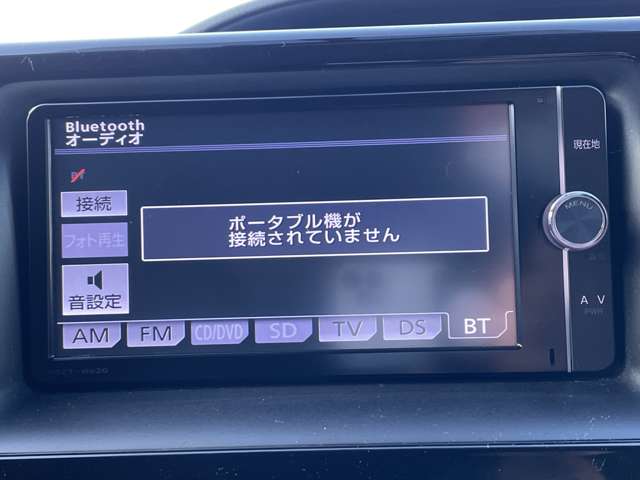 Bluetooth
オーディオ
現在地
BT
接続
MENU
ポータブル機が
接続されていません
フォト再生
音設定
A V
PWR
AM
FM
CD/DVD
SD
TV
DS
BT